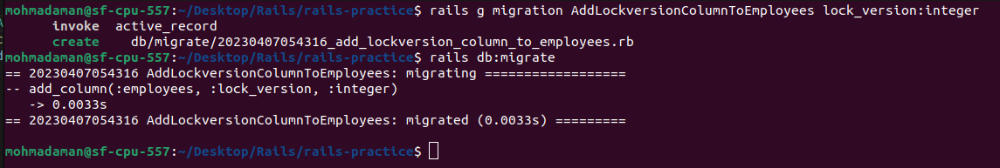 mohmadaman@sf-cpu-557:~/Desktop/Rails/rails-practice$ rails g migration AddLockversionColumnToEmployees lock_version:integer
      invoke  active_record
      create    db/migrate/20230407054316_add_lockversion_column_to_employees.rb
mohmadaman@sf-cpu-557:~/Desktop/Rails/rails-practice$ rails db:migrate
== 20230407054316 AddLockversionColumnToEmployees: migrating ==================
-- add_column(:employees, :lock_version, :integer)
   -> 0.0033s
== 20230407054316 AddLockversionColumnToEmployees: migrated (0.0033s) =========
mohmadaman@sf-cpu-557:~/Desktop/Rails/rails-practice$